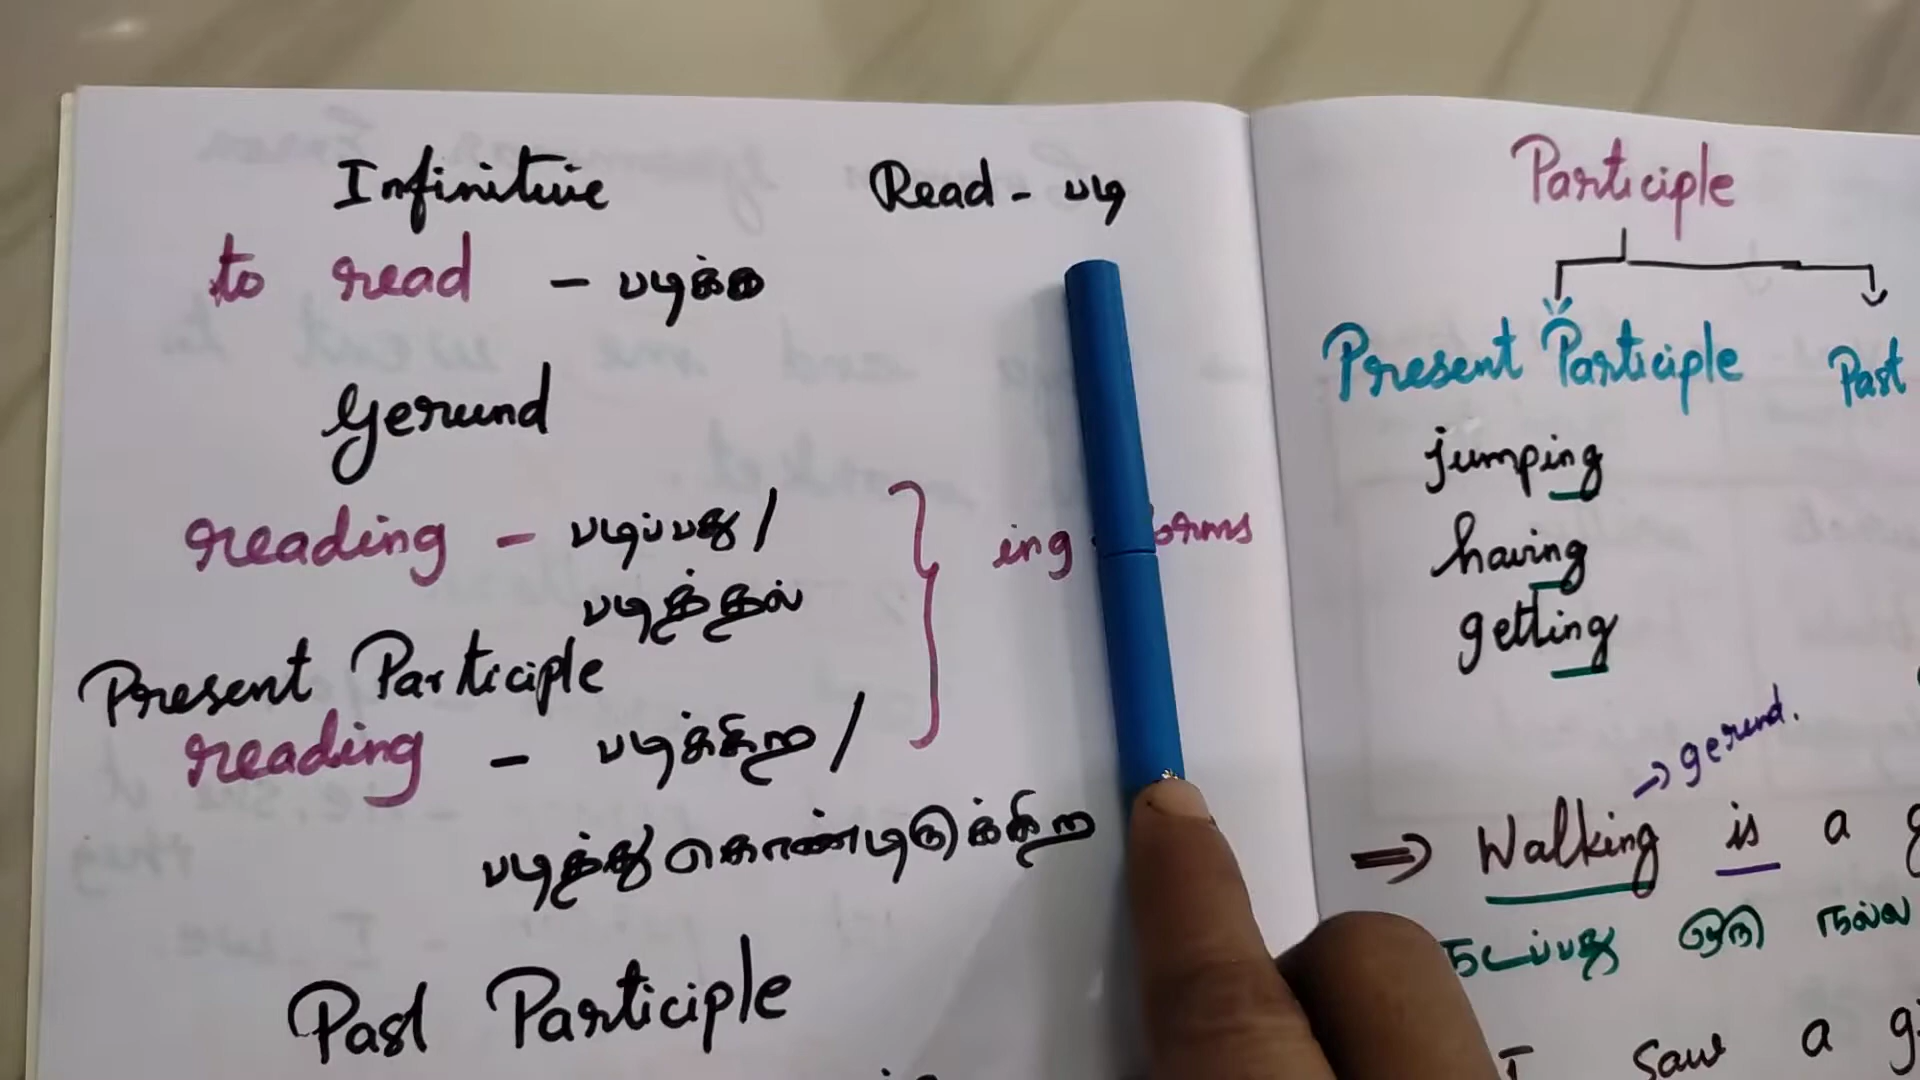 Infinitive
Read - படி
to read - படிக்க
Gerund
reading - படிப்பது /
படித்தல்
ing
Present Participle
reading - படிக்கிற /
படித்து கொண்டிருக்கிற
Past Participle
Participle
Present Participle
Past
jumping
having
getting
→ gerund.
⇒ Walking is a
நடப்பது ஒரு நல்ல
I saw a